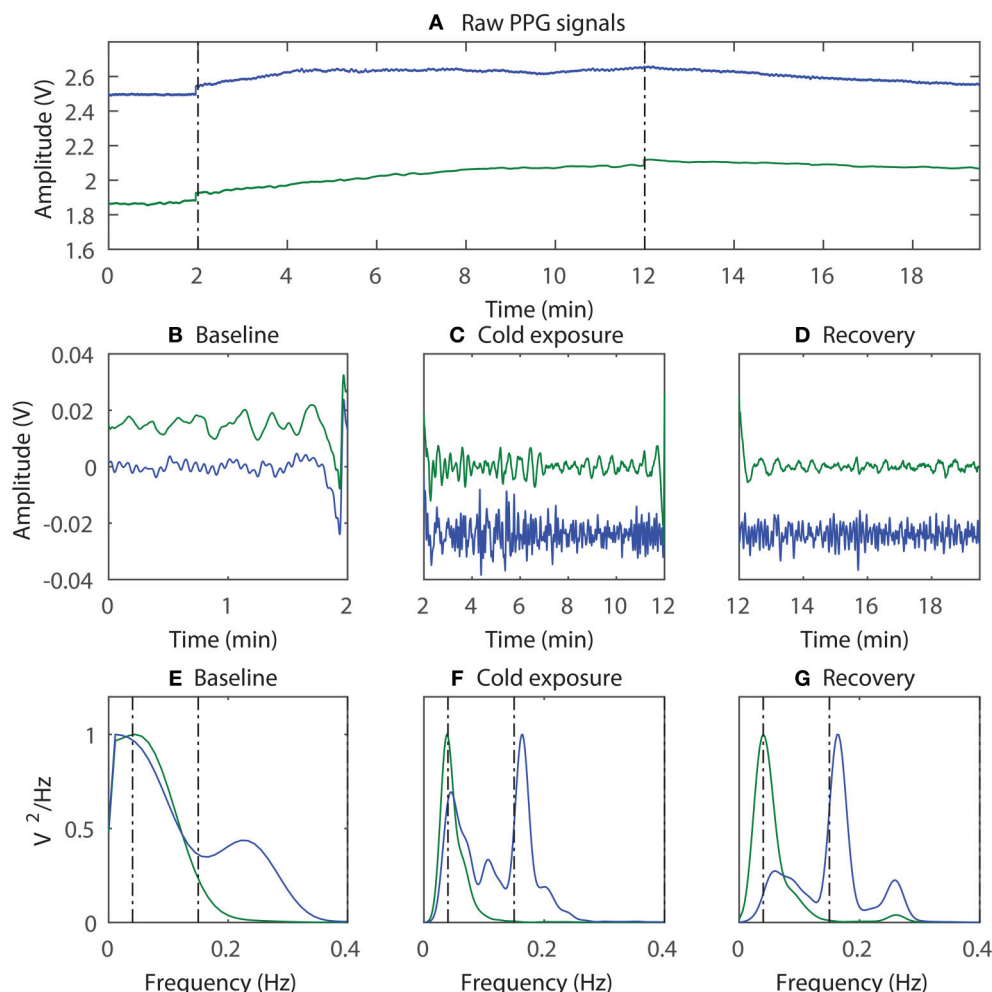 A Raw PPG signals
Amplitude (V)
2.6
2.4
2.2
2
1.8
1.6
0 2 4 6 8 10 12 14 16 18
Time (min)
B Baseline
C Cold exposure
D Recovery
Amplitude (V)
0.04
0.02
0
-0.02
-0.04
0 1 2
2 4 6 8 10 12
12 14 16 18
Time (min)
Time (min)
Time (min)
E Baseline
F Cold exposure
G Recovery
V ²/Hz
1
0.5
0
0 0.2 0.4
0 0.2 0.4
0 0.2 0.4
Frequency (Hz)
Frequency (Hz)
Frequency (Hz)